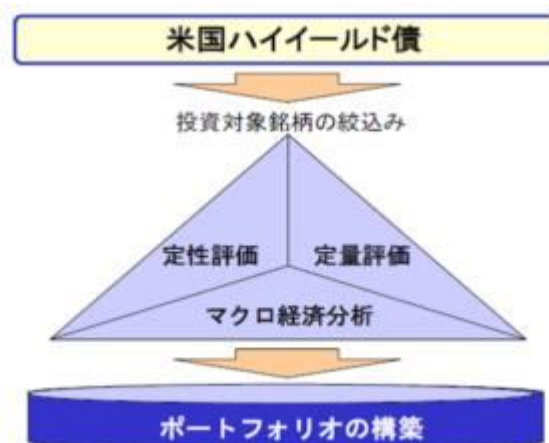 米国ハイイールド債
投資対象銘柄の絞込み
定性評価
定量評価
マクロ経済分析
ポートフォリオの構築